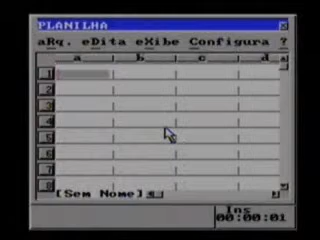 PLANILHA
aRq. eDita eXibe Configura ?
a b c d
1
2
3
4
5
6
7
8
[Sem Nome]
Ins
00:00:01